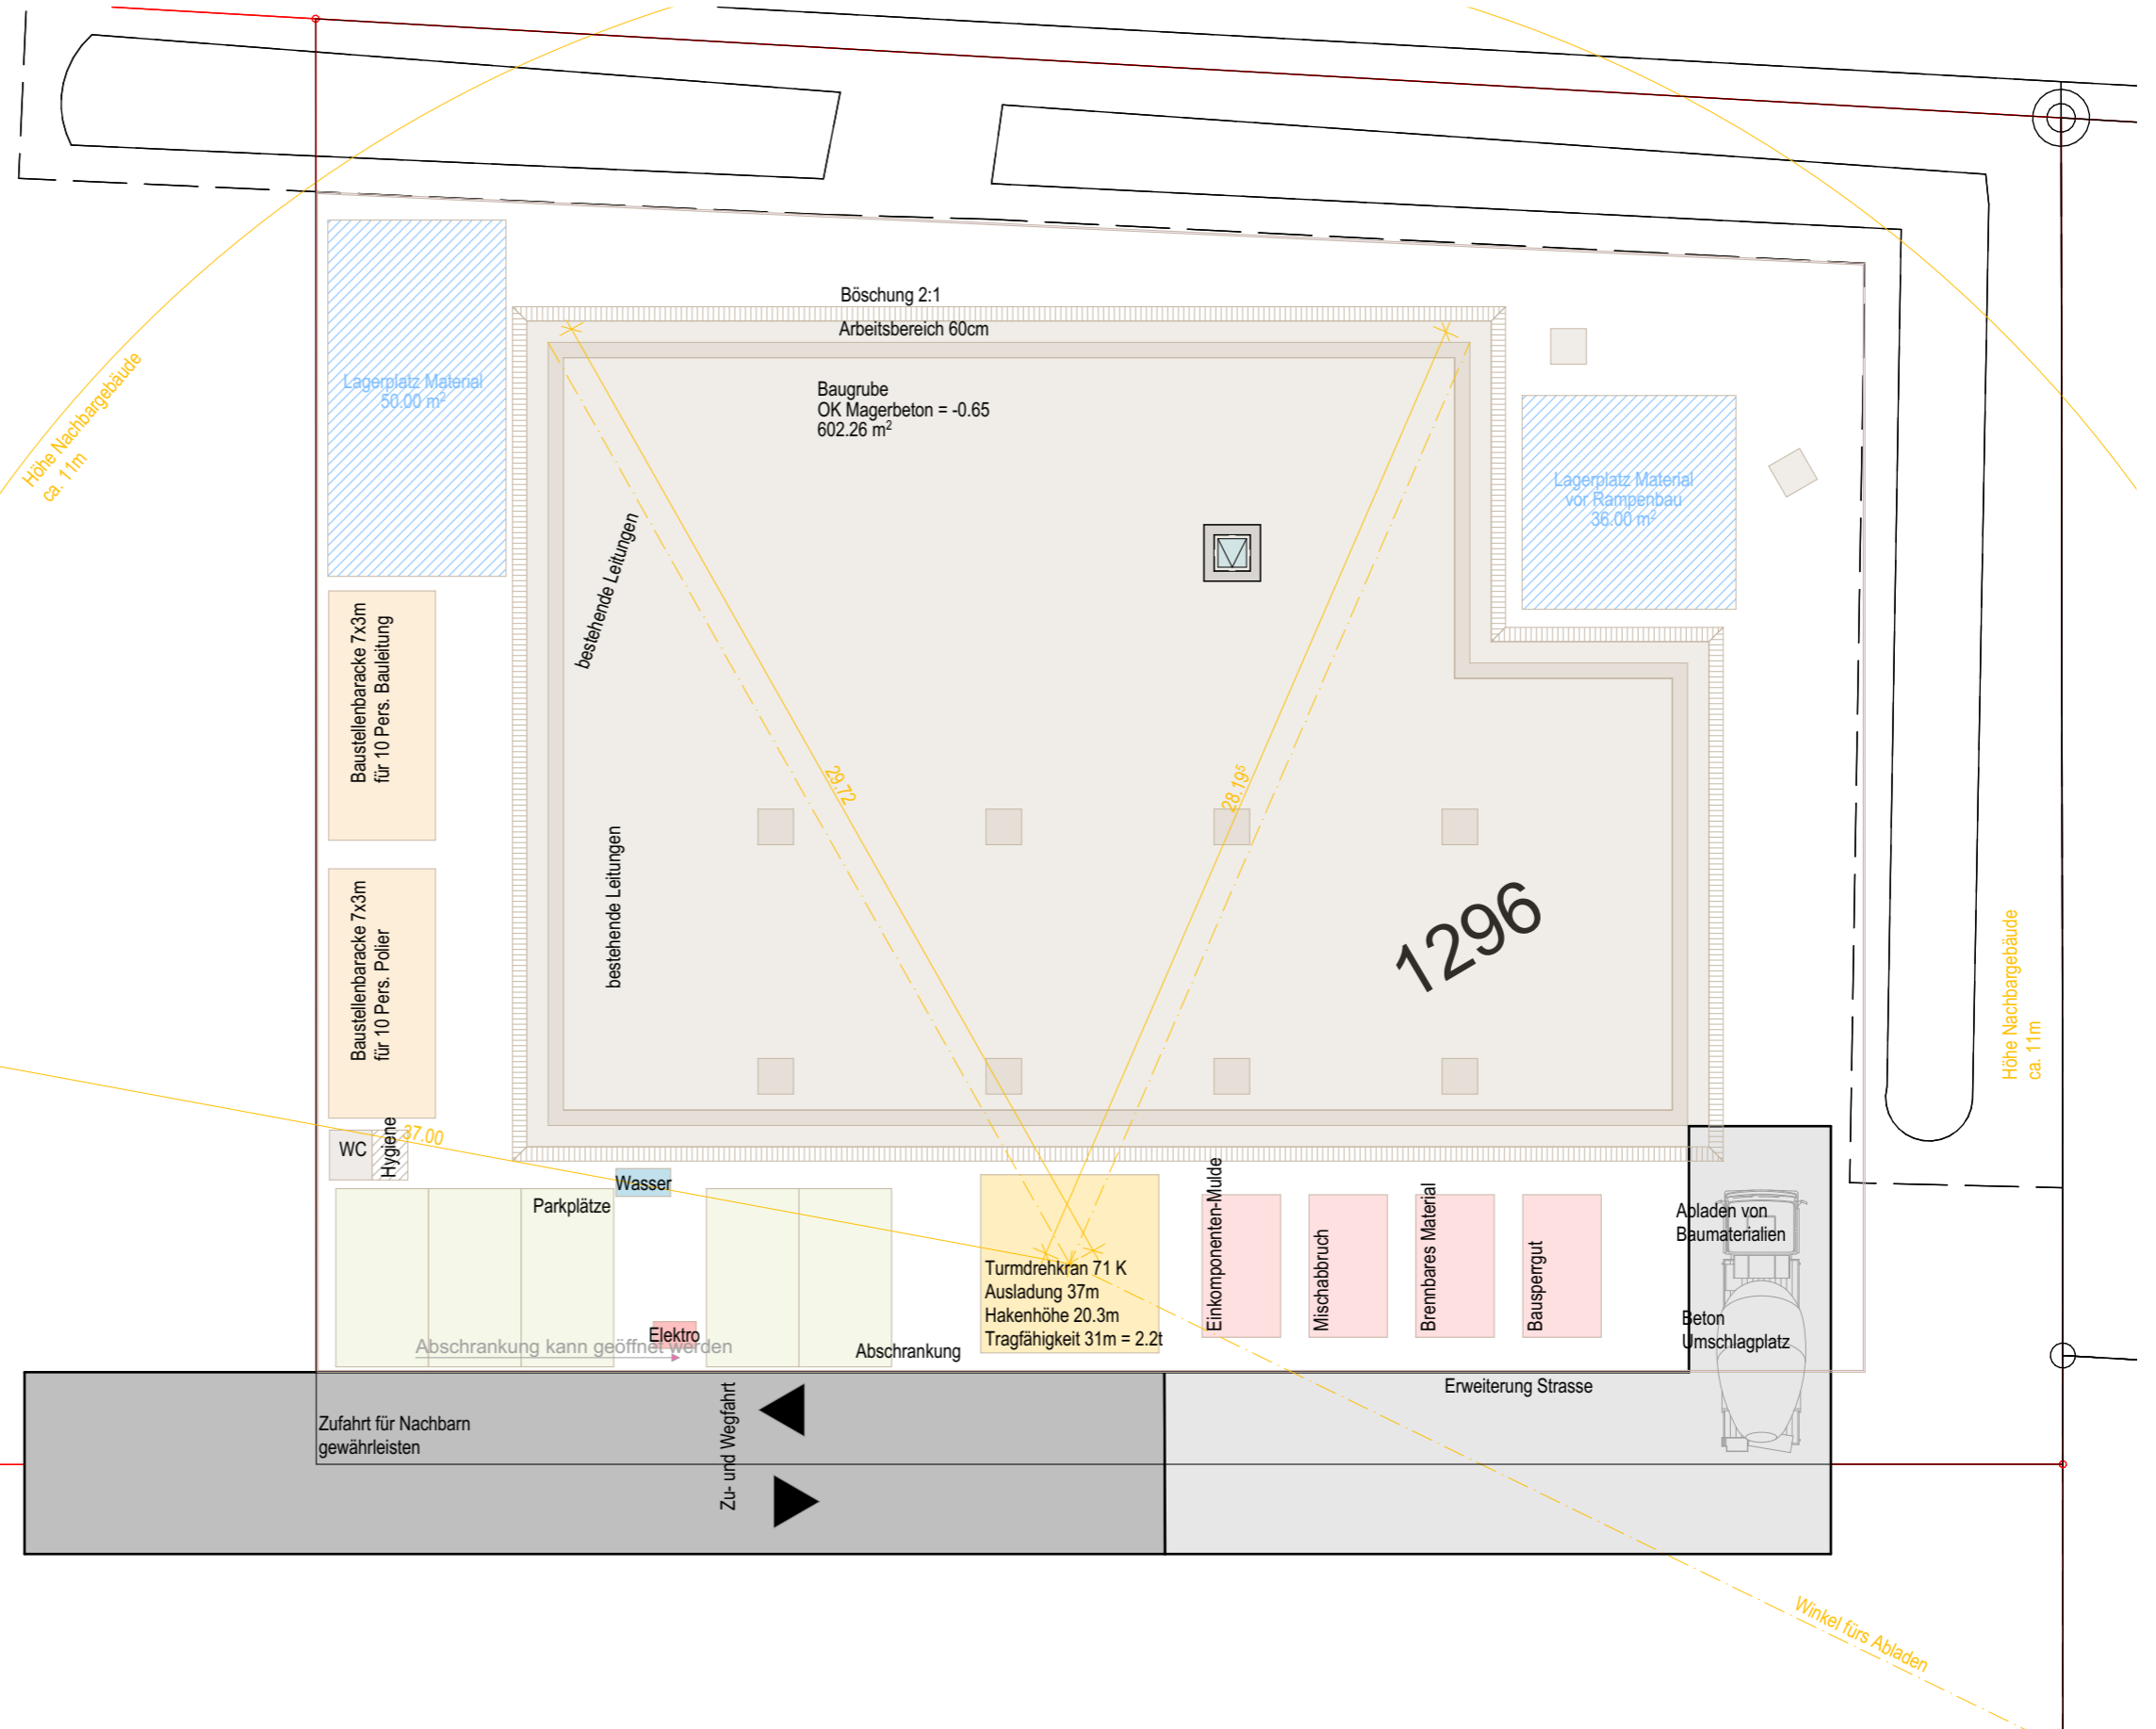 Böschung 2:1
Arbeitsbereich 60cm
Höhe Nachbargebäude
ca. 11m
Lagerplatz Material
50.00 m²
Baugrube
OK Magerbeton = -0.65
602.26 m²
Lagerplatz Material
vor Rampenbau
36.00 m²
bestehende Leitungen
Baustellenbaracke 7x3m
für 10 Pers. Bauleitung
29.72
28.19⁵
bestehende Leitungen
1296
Baustellenbaracke 7x3m
für 10 Pers. Polier
Höhe Nachbargebäude
ca. 11m
WC
Hygiene
37.00
Wasser
Parkplätze
Turmdrehkran 71 K
Ausladung 37m
Hakenhöhe 20.3m
Tragfähigkeit 31m = 2.2t
Einkomponenten-Mulde
Mischabbruch
Brennbares Material
Bausperrgut
Abladen von
Baumaterialien
Beton
Umschlagplatz
Elektro
Abschrankung kann geöffnet werden
Abschrankung
Erweiterung Strasse
Zufahrt für Nachbarn
gewährleisten
Zu- und Wegfahrt
Winkel fürs Abladen